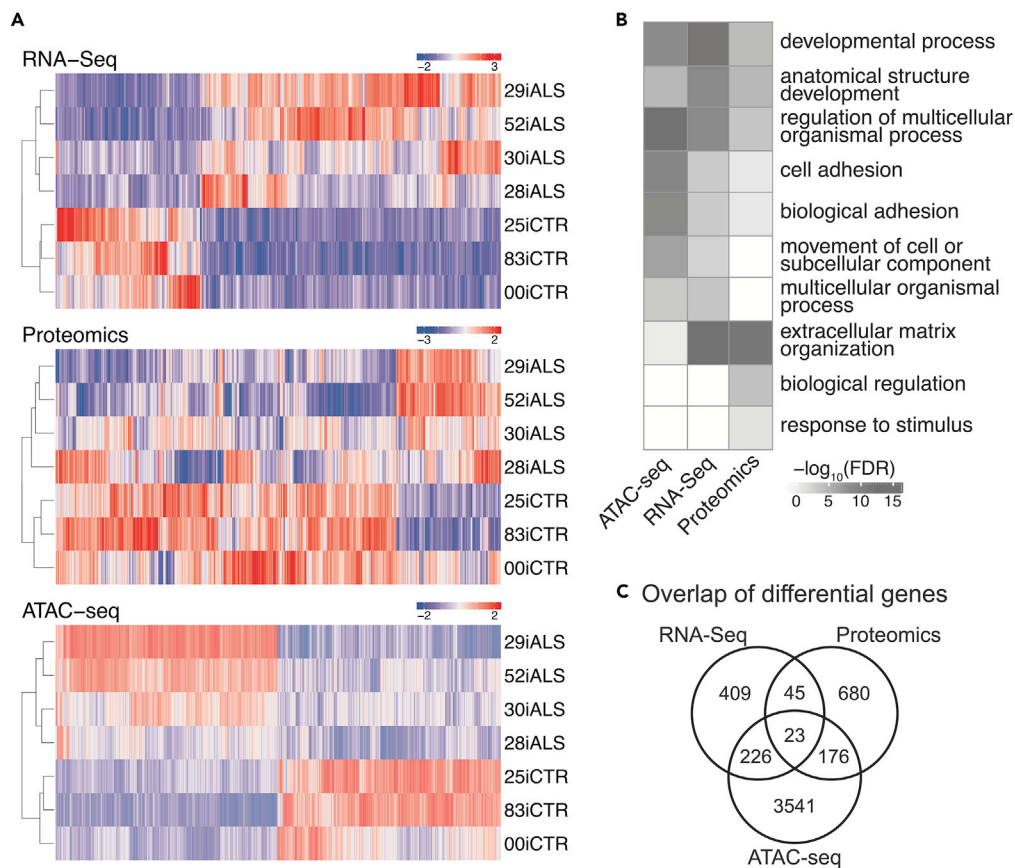 A
RNA−Seq
−2 3
29iALS
52iALS
30iALS
28iALS
25iCTR
83iCTR
00iCTR
Proteomics
−3 2
29iALS
52iALS
30iALS
28iALS
25iCTR
83iCTR
00iCTR
ATAC-seq
−2 2
29iALS
52iALS
30iALS
28iALS
25iCTR
83iCTR
00iCTR
B
developmental process
anatomical structure
development
regulation of multicellular
organismal process
cell adhesion
biological adhesion
movement of cell or
subcellular component
multicellular organismal
process
extracellular matrix
organization
biological regulation
response to stimulus
ATAC-seq
RNA-Seq
Proteomics
−log10(FDR)
0 5 10 15
C Overlap of differential genes
RNA-Seq Proteomics
409 45 680
23
226 176
3541
ATAC-seq